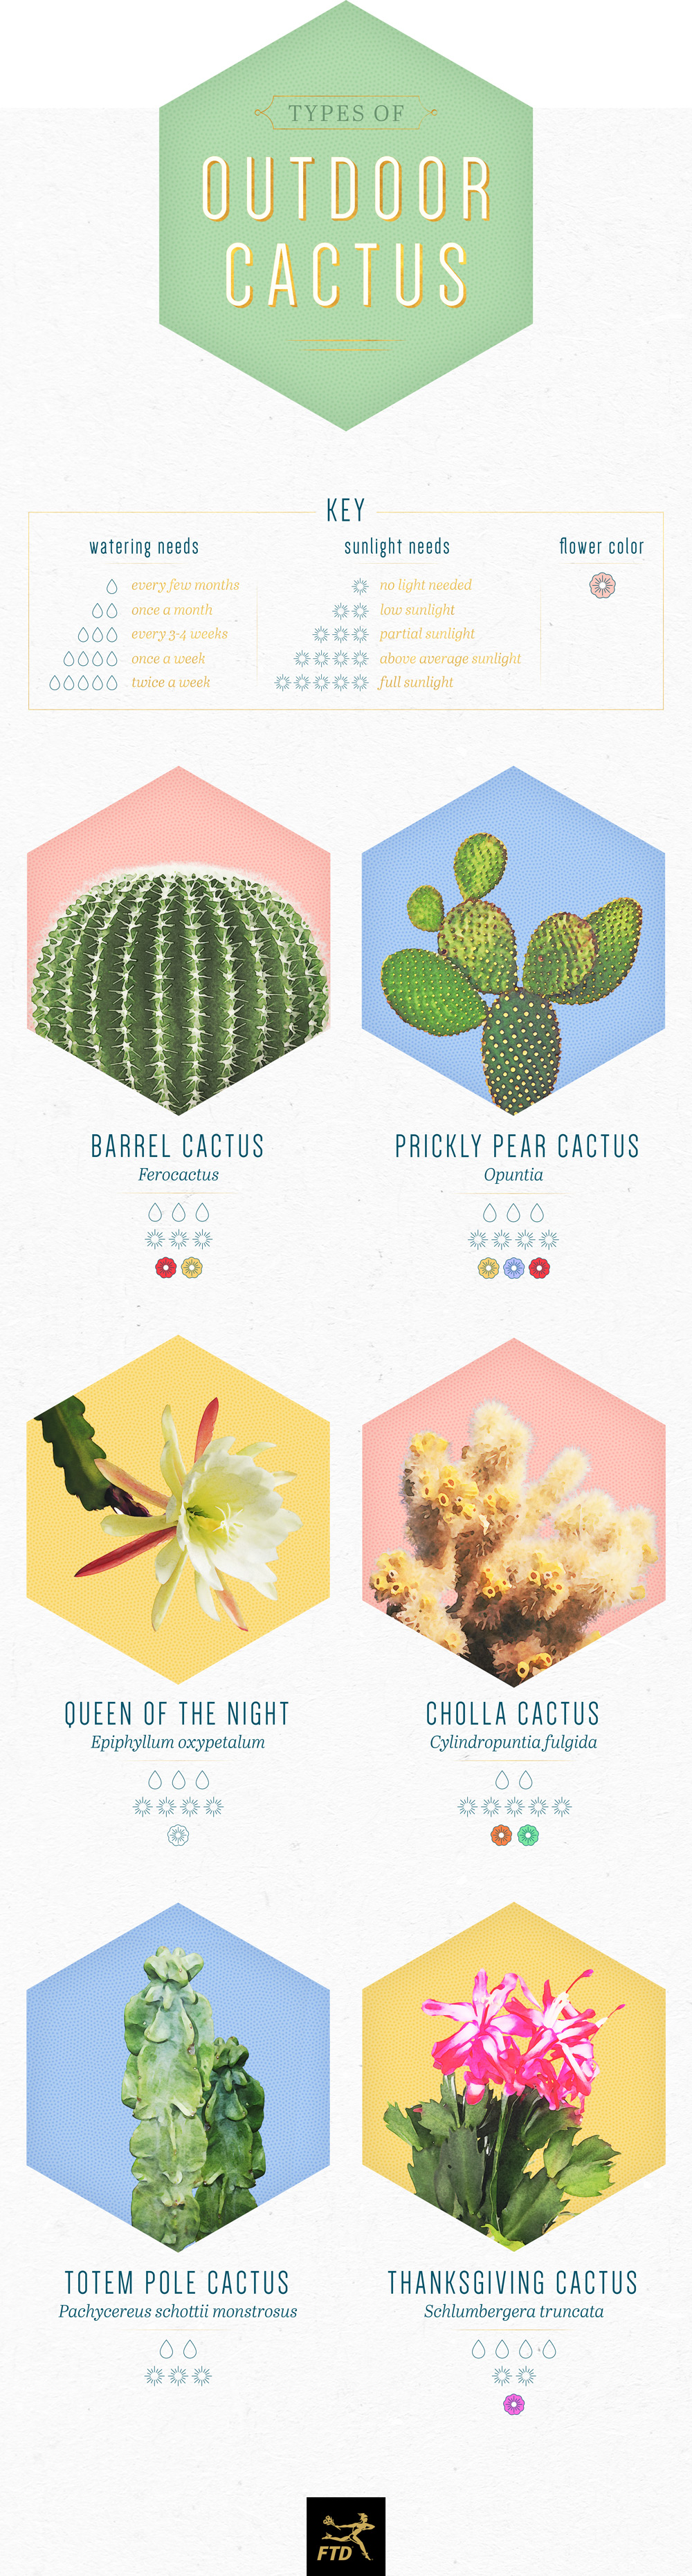 TYPES OF
OUTDOOR
CACTUS
KEY
watering needs
every few months
once a month
every 3-4 weeks
once a week
twice a week
sunlight needs
no light needed
low sunlight
partial sunlight
above average sunlight
full sunlight
flower color
BARREL CACTUS
Ferocactus
PRICKLY PEAR CACTUS
Opuntia
QUEEN OF THE NIGHT
Epiphyllum oxypetalum
CHOLLA CACTUS
Cylindropuntia fulgida
TOTEM POLE CACTUS
Pachycereus schottii monstrosus
THANKSGIVING CACTUS
Schlumbergera truncata
FTD